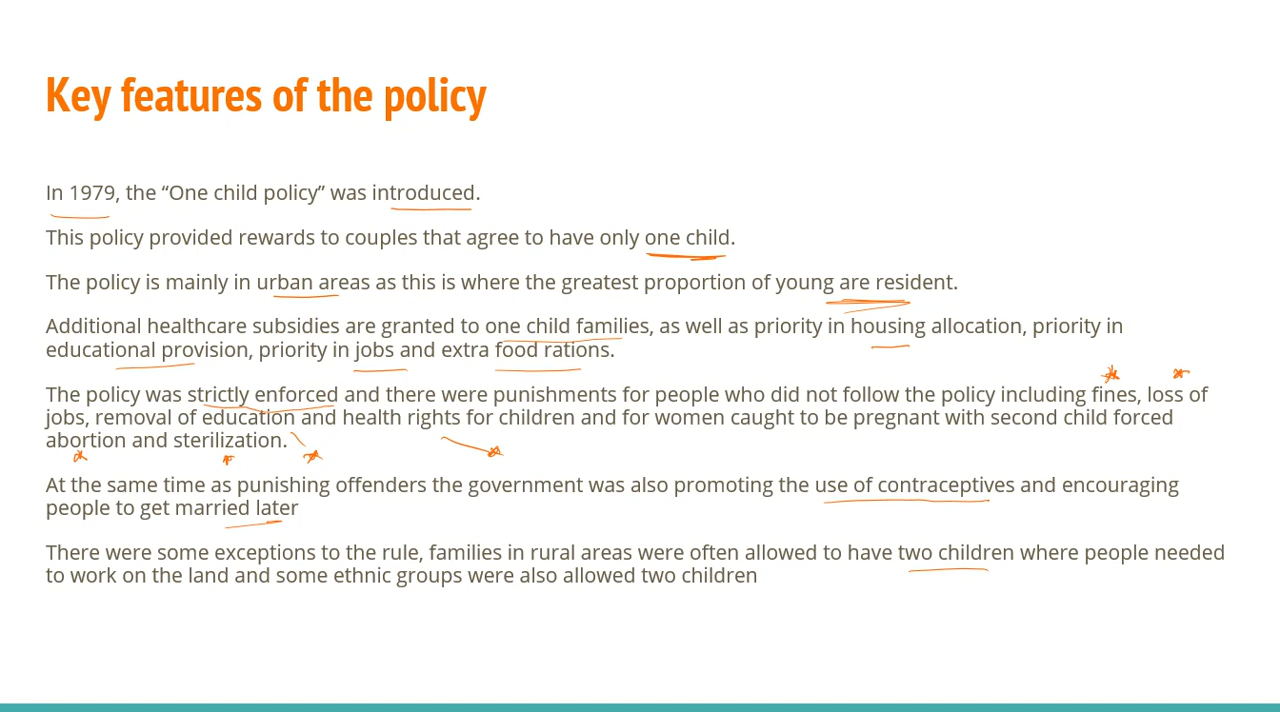 Key features of the policy
In 1979, the “One child policy” was introduced.
This policy provided rewards to couples that agree to have only one child.
The policy is mainly in urban areas as this is where the greatest proportion of young are resident.
Additional healthcare subsidies are granted to one child families, as well as priority in housing allocation, priority in
educational provision, priority in jobs and extra food rations.
The policy was strictly enforced and there were punishments for people who did not follow the policy including fines, loss of
jobs, removal of education and health rights for children and for women caught to be pregnant with second child forced
abortion and sterilization.
At the same time as punishing offenders the government was also promoting the use of contraceptives and encouraging
people to get married later
There were some exceptions to the rule, families in rural areas were often allowed to have two children where people needed
to work on the land and some ethnic groups were also allowed two children